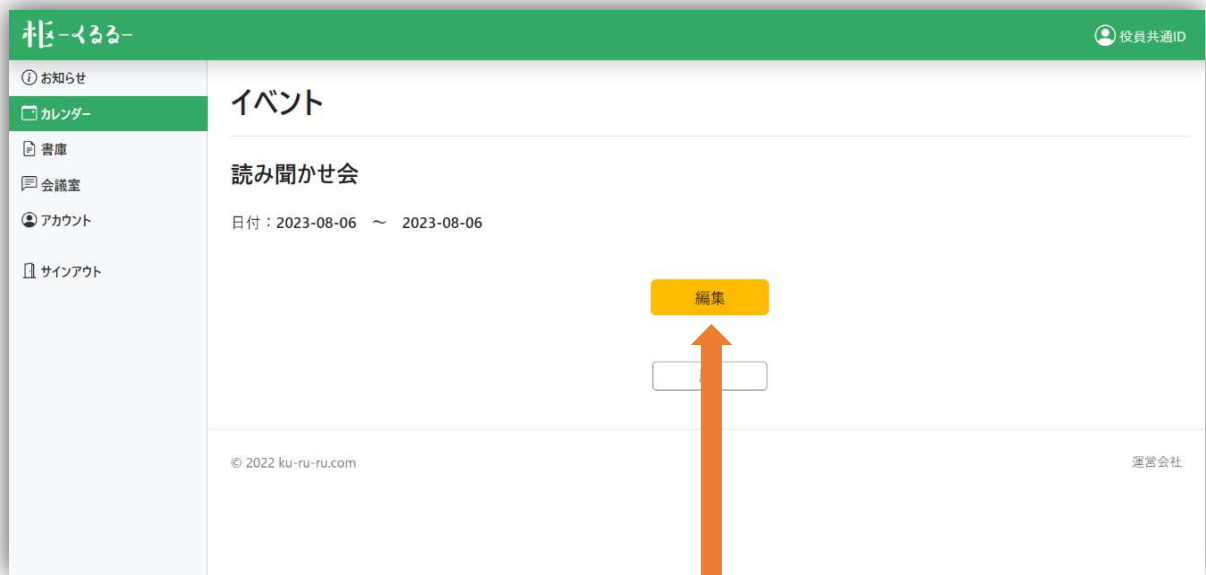 枢-くるる-
役員共通ID
お知らせ
カレンダー
書庫
会議室
アカウント
サインアウト
イベント
読み聞かせ会
日付：2023-08-06 ～ 2023-08-06
編集
© 2022 ku-ru-ru.com
運営会社